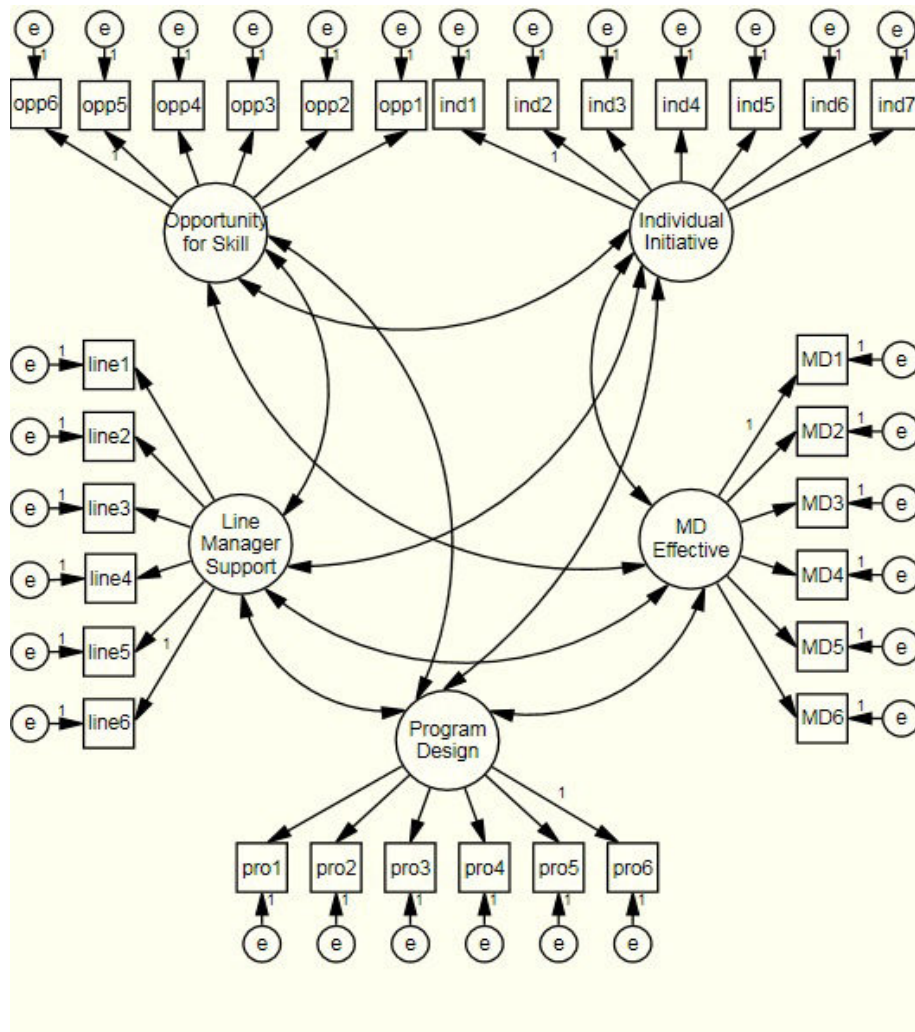 e e e e e e e e e e e e e
1 1 1 1 1 1 1 1 1 1 1 1 1
opp6 opp5 opp4 opp3 opp2 opp1 ind1 ind2 ind3 ind4 ind5 ind6 ind7
1 1
Opportunity
for Skill
Individual
Initiative
e 1 line1
MD1 1 e
e 1 line2
1 MD2 1 e
e 1 line3
MD3 1 e
Line
Manager
Support
MD
Effective
e 1 line4
MD4 1 e
e 1 line5 1
MD5 1 e
e 1 line6
MD6 1 e
Program
Design
1
pro1 pro2 pro3 pro4 pro5 pro6
1 1 1 1 1 1
e e e e e e